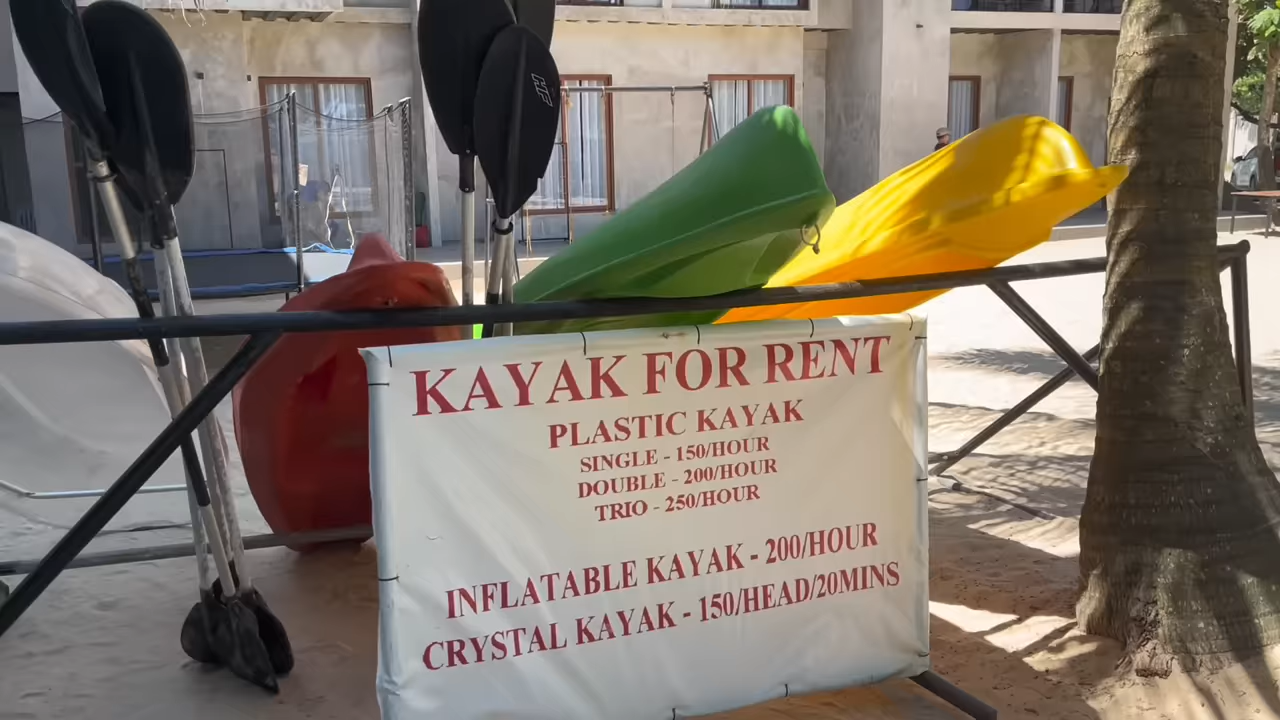 KAYAK FOR RENT
PLASTIC KAYAK
SINGLE - 150/HOUR
DOUBLE - 200/HOUR
TRIO - 250/HOUR
INFLATABLE KAYAK - 200/HOUR
CRYSTAL KAYAK - 150/HEAD/20MINS